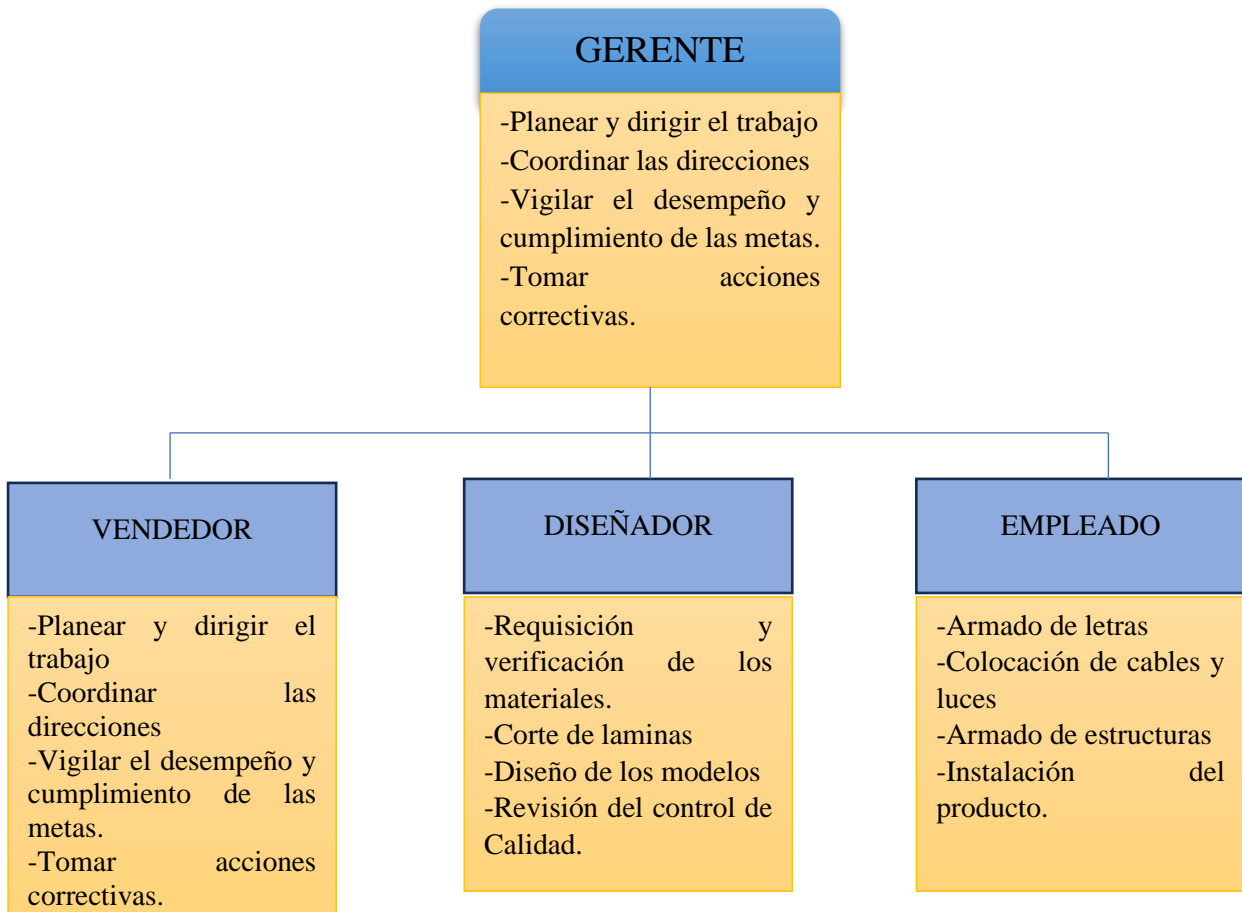 GERENTE
-Planear y dirigir el trabajo
-Coordinar las direcciones
-Vigilar el desempeño y
cumplimiento de las metas.
-Tomar acciones
correctivas.
VENDEDOR
-Planear y dirigir el
trabajo
-Coordinar las
direcciones
-Vigilar el desempeño y
cumplimiento de las
metas.
-Tomar acciones
correctivas.
DISEÑADOR
-Requisición y
verificación de los
materiales.
-Corte de laminas
-Diseño de los modelos
-Revisión del control de
Calidad.
EMPLEADO
-Armado de letras
-Colocación de cables y
luces
-Armado de estructuras
-Instalación del
producto.